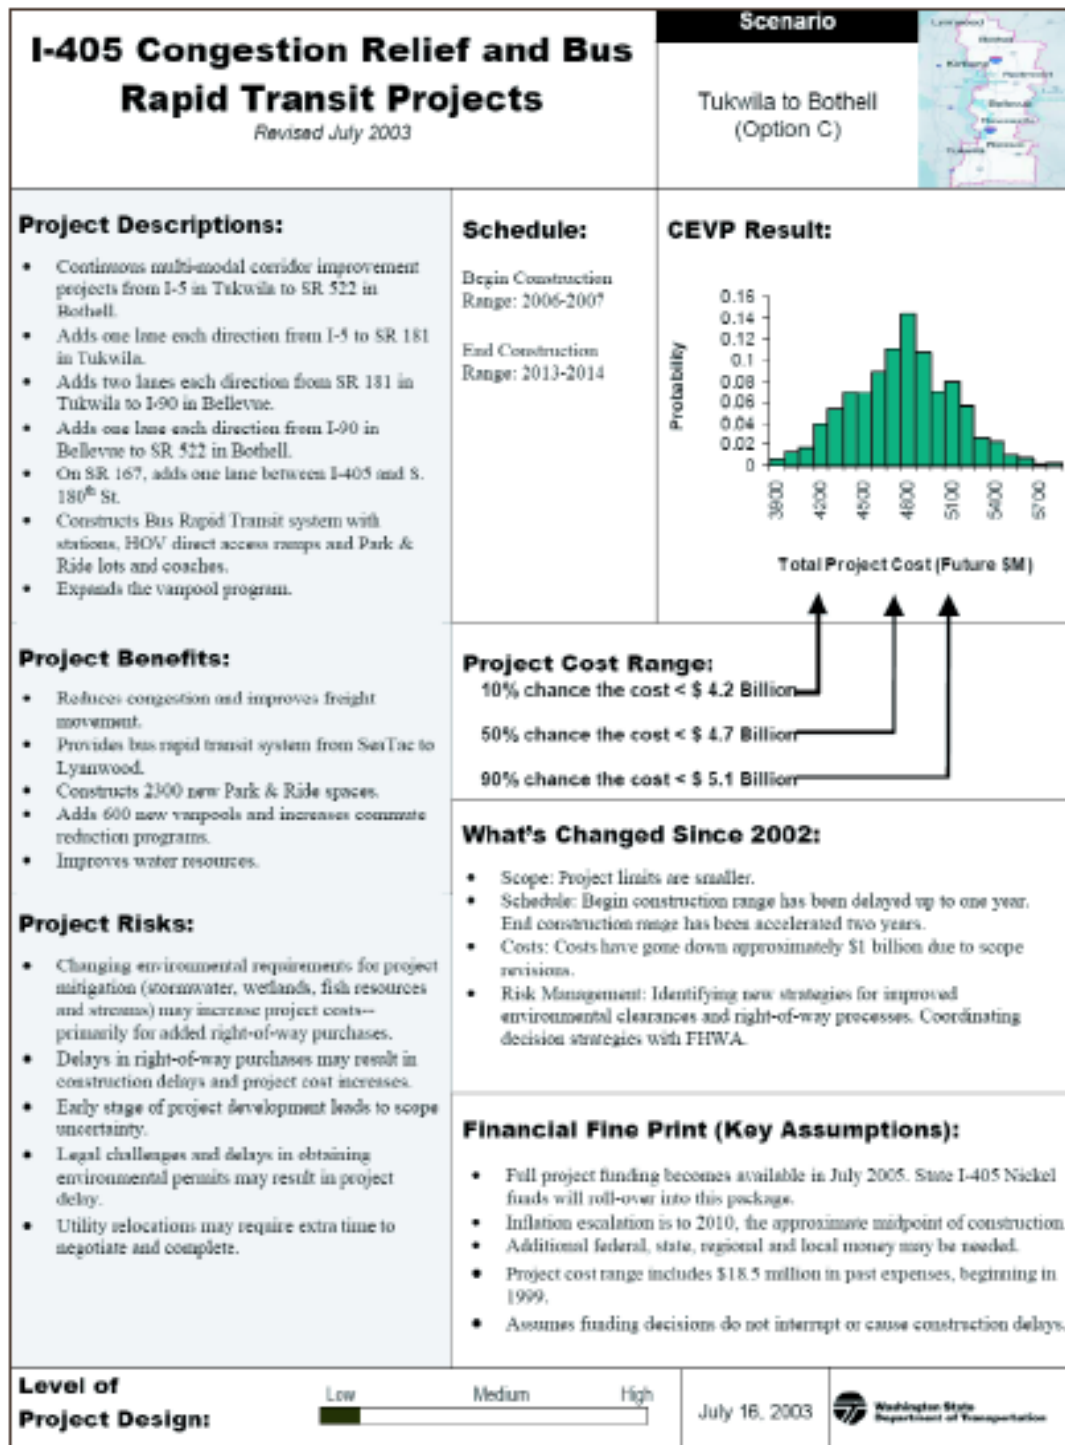 I-405 Congestion Relief and Bus
Rapid Transit Projects
Revised July 2003
Scenario
Tukwila to Bothell
(Option C)
Lynnwood
Bothell
Kirkland
Redmond
Bellevue
Newcastle
Renton
Tukwila
Project Descriptions:
• Continuous multi-modal corridor improvement
projects from I-5 in Tukwila to SR 522 in
Bothell.
• Adds one lane each direction from I-5 to SR 181
in Tukwila.
• Adds two lanes each direction from SR 181 in
Tukwila to I-90 in Bellevue.
• Adds one lane each direction from I-90 in
Bellevue to SR 522 in Bothell.
• On SR 167, adds one lane between I-405 and S.
180th St.
• Constructs Bus Rapid Transit system with
stations, HOV direct access ramps and Park &
Ride lots and coaches.
• Expands the vanpool program.
Schedule:
Begin Construction
Range: 2006-2007
End Construction
Range: 2013-2014
CEVP Result:
Probability
0.16
0.14
0.12
0.1
0.08
0.06
0.04
0.02
0
3900
4200
4500
4800
5100
5400
5700
Total Project Cost (Future $M)
Project Benefits:
• Reduces congestion and improves freight
movement.
• Provides bus rapid transit system from SeaTac to
Lynnwood.
• Constructs 2300 new Park & Ride spaces.
• Adds 600 new vanpools and increases commute
reduction programs.
• Improves water resources.
Project Cost Range:
10% chance the cost < $ 4.2 Billion
50% chance the cost < $ 4.7 Billion
90% chance the cost < $ 5.1 Billion
What's Changed Since 2002:
• Scope: Project limits are smaller.
• Schedule: Begin construction range has been delayed up to one year.
End construction range has been accelerated two years.
• Costs: Costs have gone down approximately $1 billion due to scope
revisions.
• Risk Management: Identifying new strategies for improved
environmental clearances and right-of-way processes. Coordinating
decision strategies with FHWA.
Project Risks:
• Changing environmental requirements for project
mitigation (stormwater, wetlands, fish resources
and streams) may increase project costs--
primarily for added right-of-way purchases.
• Delays in right-of-way purchases may result in
construction delays and project cost increases.
• Early stage of project development leads to scope
uncertainty.
• Legal challenges and delays in obtaining
environmental permits may result in project
delay.
• Utility relocations may require extra time to
negotiate and complete.
Financial Fine Print (Key Assumptions):
• Full project funding becomes available in July 2005. State I-405 Nickel
funds will roll-over into this package.
• Inflation escalation is to 2010, the approximate midpoint of construction.
• Additional federal, state, regional and local money may be needed.
• Project cost range includes $18.5 million in past expenses, beginning in
1999.
• Assumes funding decisions do not interrupt or cause construction delays.
Level of
Project Design:
Low
Medium
High
July 16, 2003
Washington State
Department of Transportation